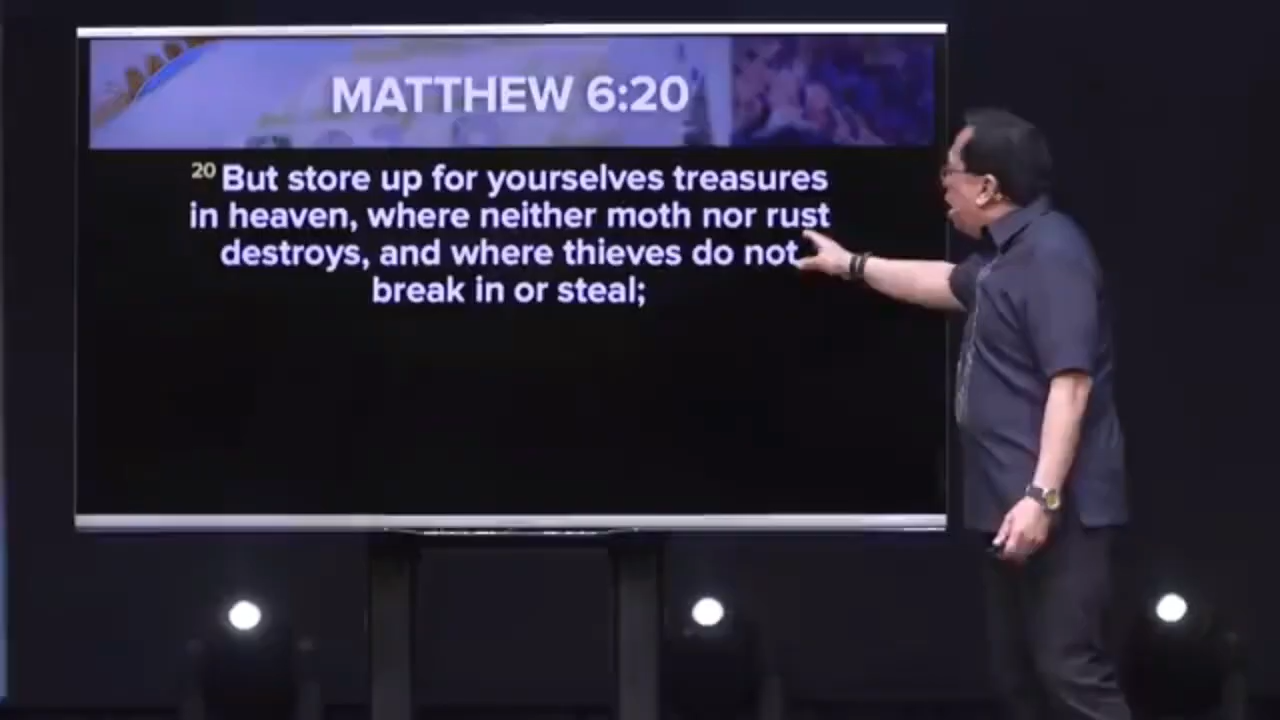 MATTHEW 6:20
20 But store up for yourselves treasures
in heaven, where neither moth nor rust
destroys, and where thieves do not
break in or steal;